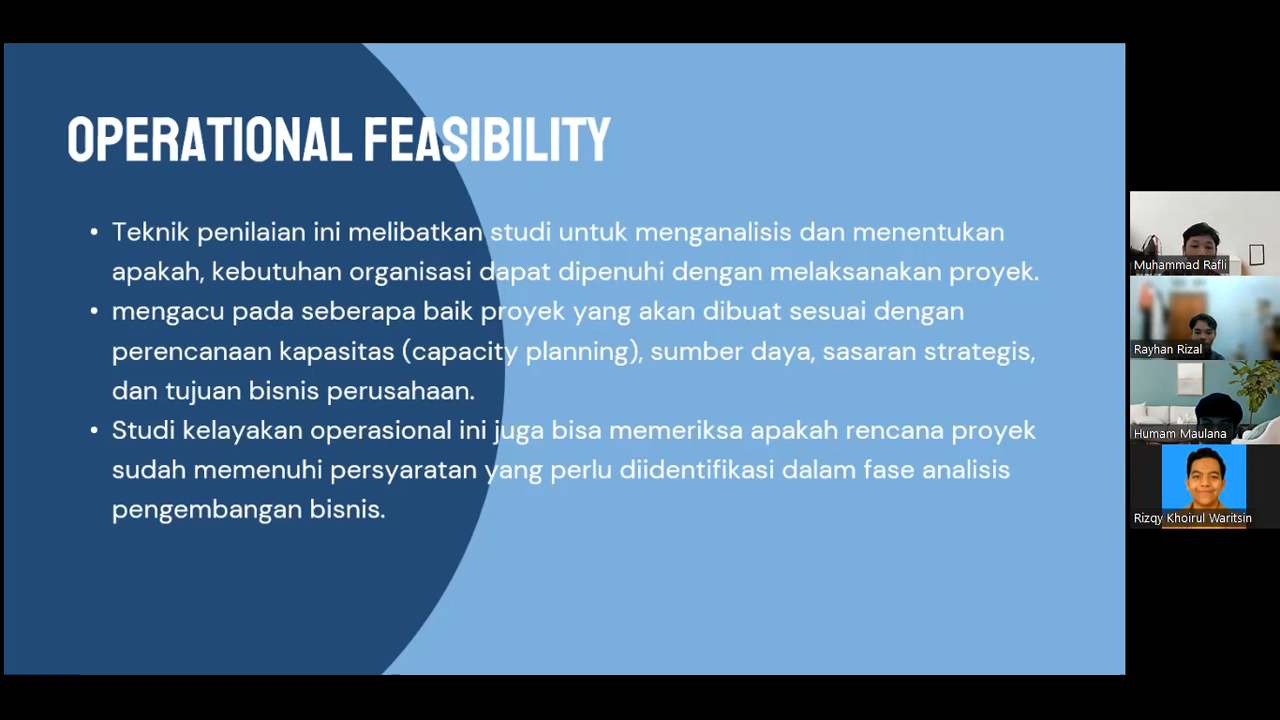 OPERATIONAL FEASIBILITY
• Teknik penilaian ini melibatkan studi untuk menganalisis dan menentukan
apakah, kebutuhan organisasi dapat dipenuhi dengan melaksanakan proyek.
• mengacu pada seberapa baik proyek yang akan dibuat sesuai dengan
perencanaan kapasitas (capacity planning), sumber daya, sasaran strategis,
dan tujuan bisnis perusahaan.
• Studi kelayakan operasional ini juga bisa memeriksa apakah rencana proyek
sudah memenuhi persyaratan yang perlu diidentifikasi dalam fase analisis
pengembangan bisnis.
Muhammad Rafli
Rayhan Rizal
Humam Maulana
Rizqy Khoirul Waritsin